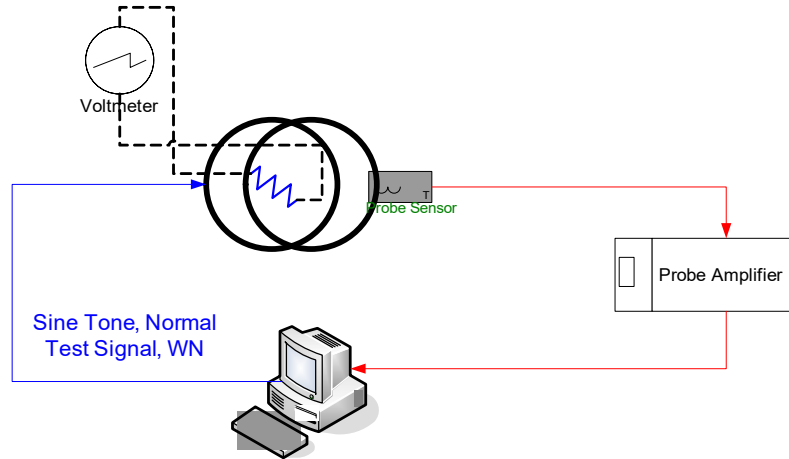 Voltmeter
T
Probe Sensor
Probe Amplifier
Sine Tone, Normal
Test Signal, WN